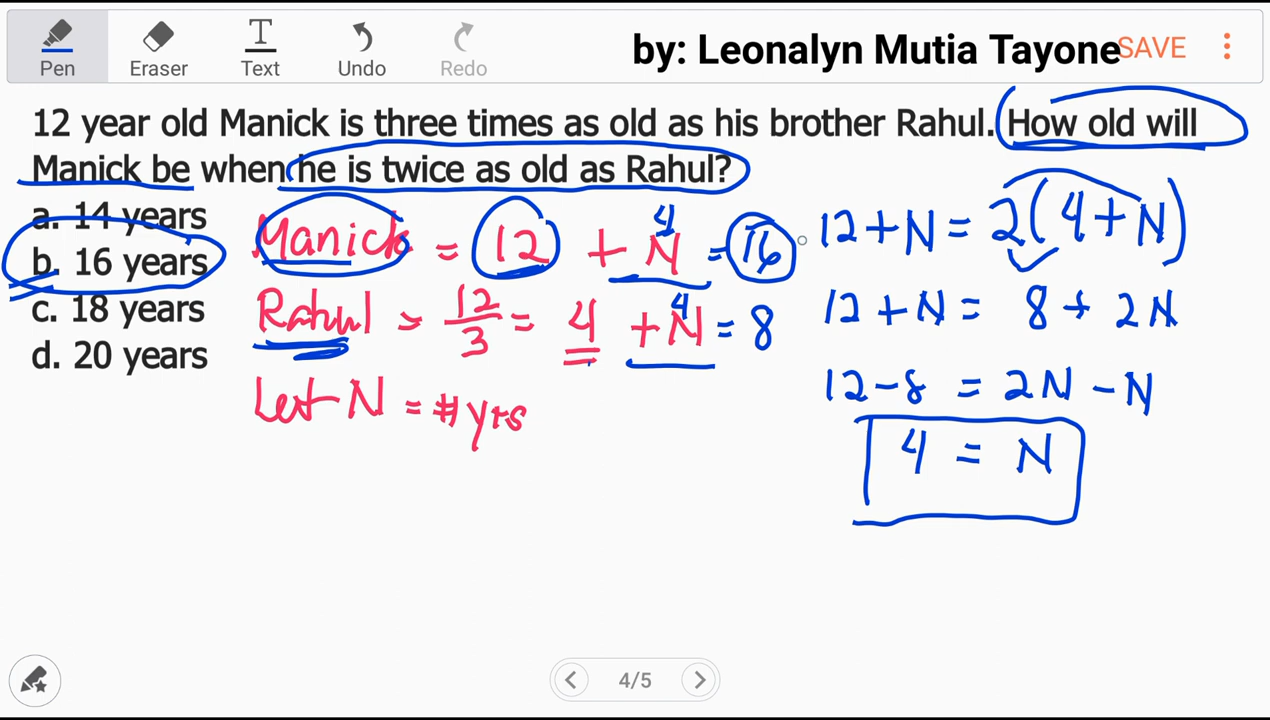 by: Leonalyn Mutia Tayone
SAVE
Pen
Eraser
T
Text
Undo
Redo
12 year old Manick is three times as old as his brother Rahul. How old will
Manick be when he is twice as old as Rahul?
a. 14 years
b. 16 years
c. 18 years
d. 20 years
Manick = 12 + N = 16
4
Rahul = 12/3 = 4 + N = 8
4
Let N = # yrs
12 + N = 2(4 + N)
12 + N = 8 + 2N
12 - 8 = 2N - N
4 = N
4/5